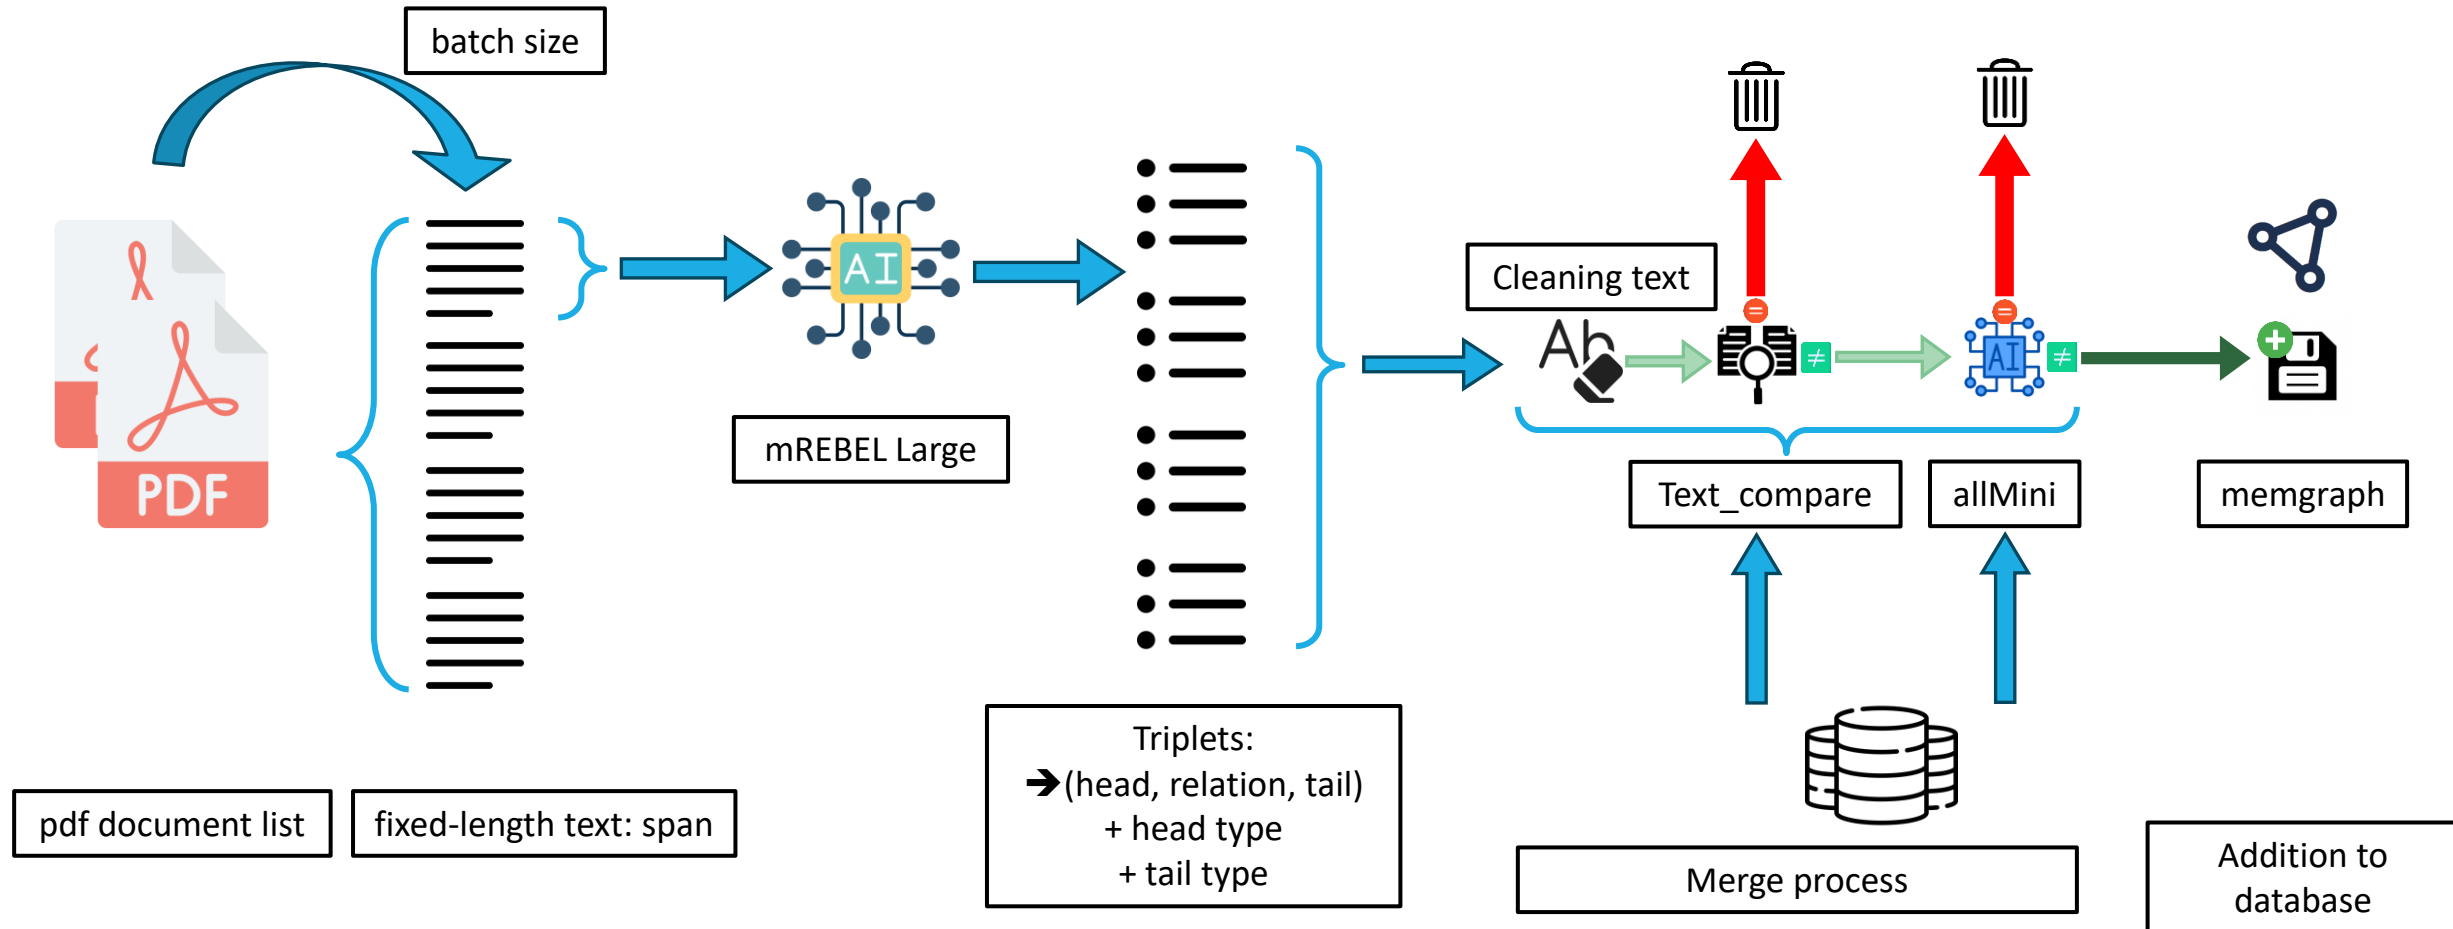 batch size
PDF
AI
mREBEL Large
Cleaning text
Ab
=
≠
=
AI
≠
Text_compare
allMini
memgraph
pdf document list
fixed-length text: span
Triplets:
➔(head, relation, tail)
+ head type
+ tail type
Merge process
Addition to
database